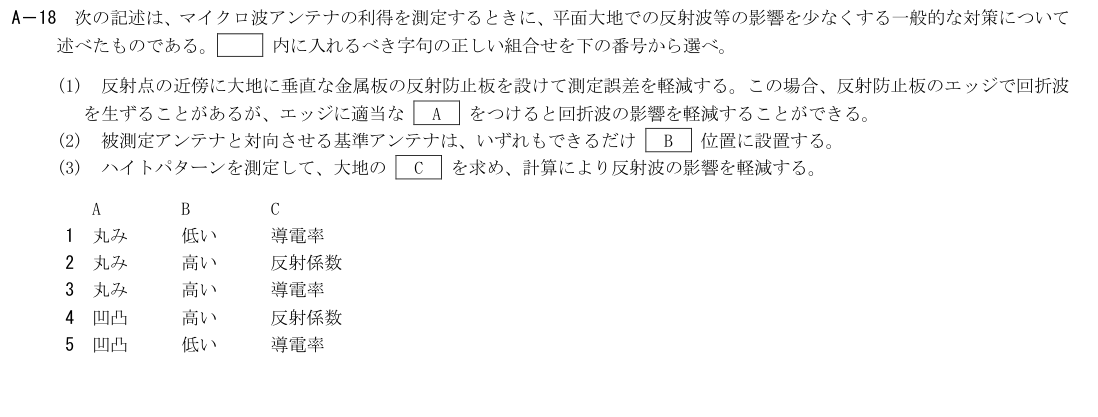 A－18　次の記述は、マイクロ波アンテナの利得を測定するときに、平面大地での反射波等の影響を少なくする一般的な対策について
述べたものである。　　　内に入れるべき字句の正しい組合せを下の番号から選べ。
(1)　反射点の近傍に大地に垂直な金属板の反射防止板を設けて測定誤差を軽減する。この場合、反射防止板のエッジで回折波
を生ずることがあるが、エッジに適当な A をつけると回折波の影響を軽減することができる。
(2)　被測定アンテナと対向させる基準アンテナは、いずれもできるだけ B 位置に設置する。
(3)　ハイトパターンを測定して、大地の C を求め、計算により反射波の影響を軽減する。
A　B　C
1　丸み　低い　導電率
2　丸み　高い　反射係数
3　丸み　高い　導電率
4　凹凸　高い　反射係数
5　凹凸　低い　導電率